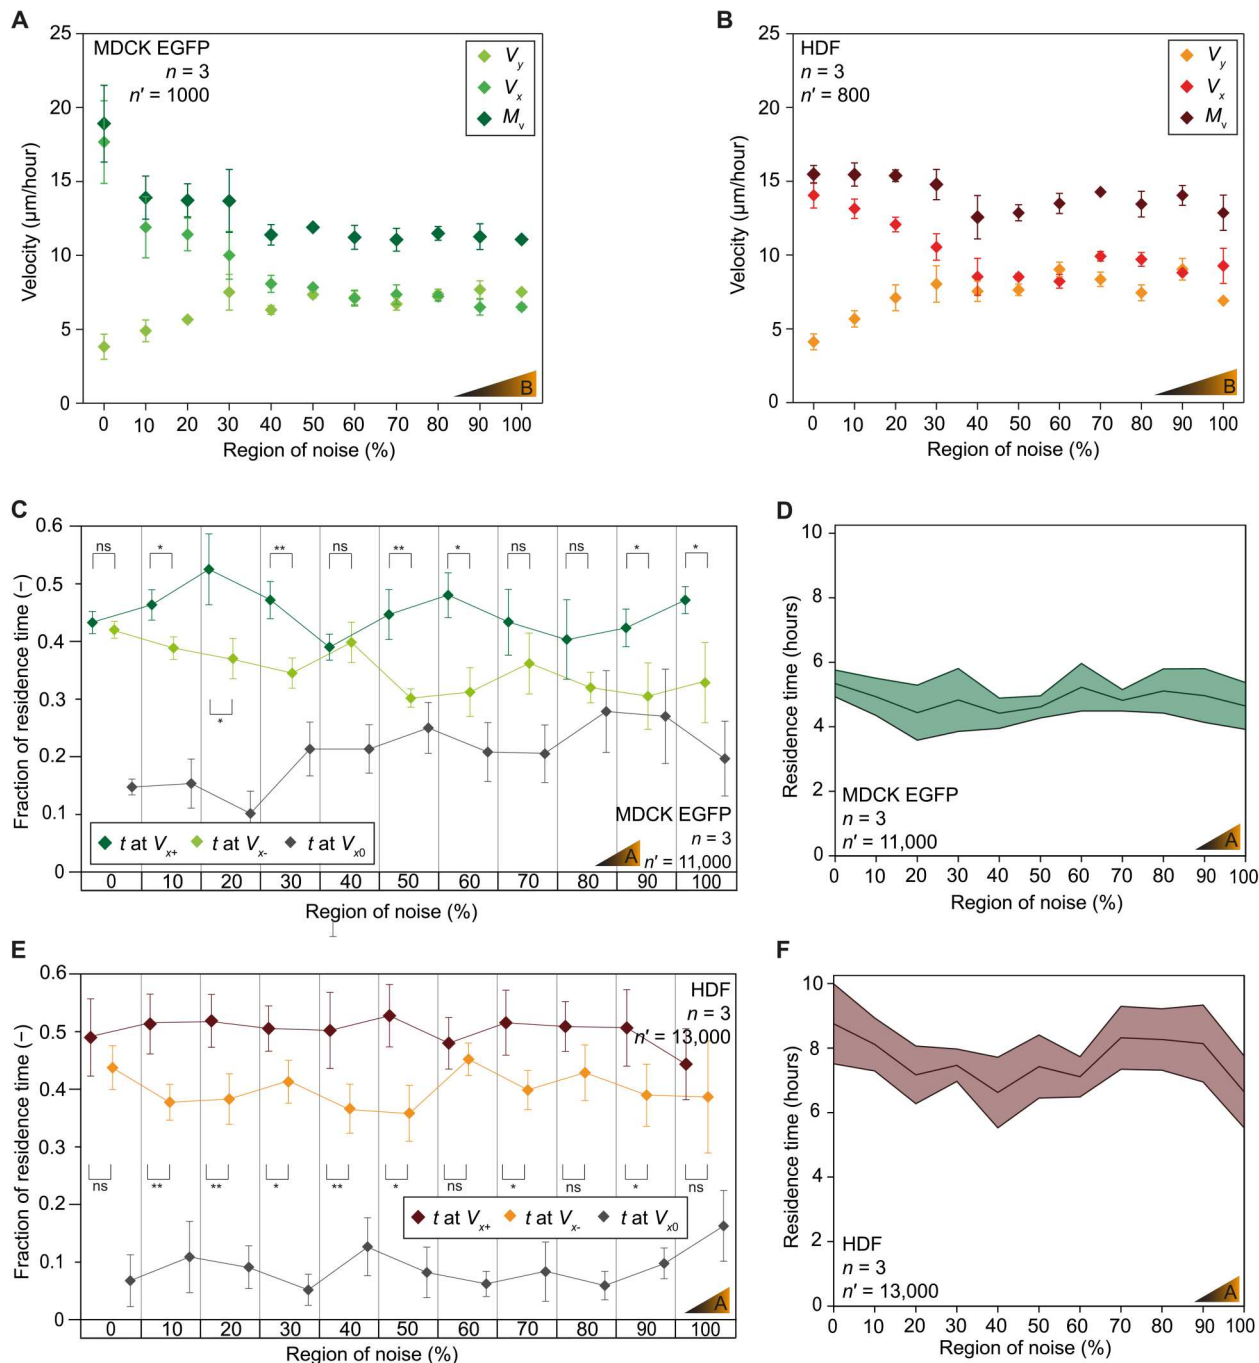 A
MDCK EGFP
n = 3
n′ = 1000
Vy
Vx
Mv
Velocity (µm/hour)
25
20
15
10
5
0
B
0 10 20 30 40 50 60 70 80 90 100
Region of noise (%)
B
HDF
n = 3
n′ = 800
Vy
Vx
Mv
Velocity (µm/hour)
25
20
15
10
5
0
B
0 10 20 30 40 50 60 70 80 90 100
Region of noise (%)
C
Fraction of residence time (–)
0.6
0.5
0.4
0.3
0.2
0.1
0
ns * ** ns ** * ns ns * *
*
t at Vx+ t at Vx- t at Vx0
MDCK EGFP
n = 3
n′ = 11,000
A
0 10 20 30 40 50 60 70 80 90 100
Region of noise (%)
D
Residence time (hours)
10
8
6
4
2
0
MDCK EGFP
n = 3
n′ = 11,000
A
0 10 20 30 40 50 60 70 80 90 100
Region of noise (%)
E
Fraction of residence time (–)
0.6
0.5
0.4
0.3
0.2
0.1
0
HDF
n = 3
n′ = 13,000
ns ** ** * ** * ns * ns * ns
t at Vx+ t at Vx- t at Vx0
A
0 10 20 30 40 50 60 70 80 90 100
Region of noise (%)
F
Residence time (hours)
10
8
6
4
2
0
HDF
n = 3
n′ = 13,000
A
0 10 20 30 40 50 60 70 80 90 100
Region of noise (%)